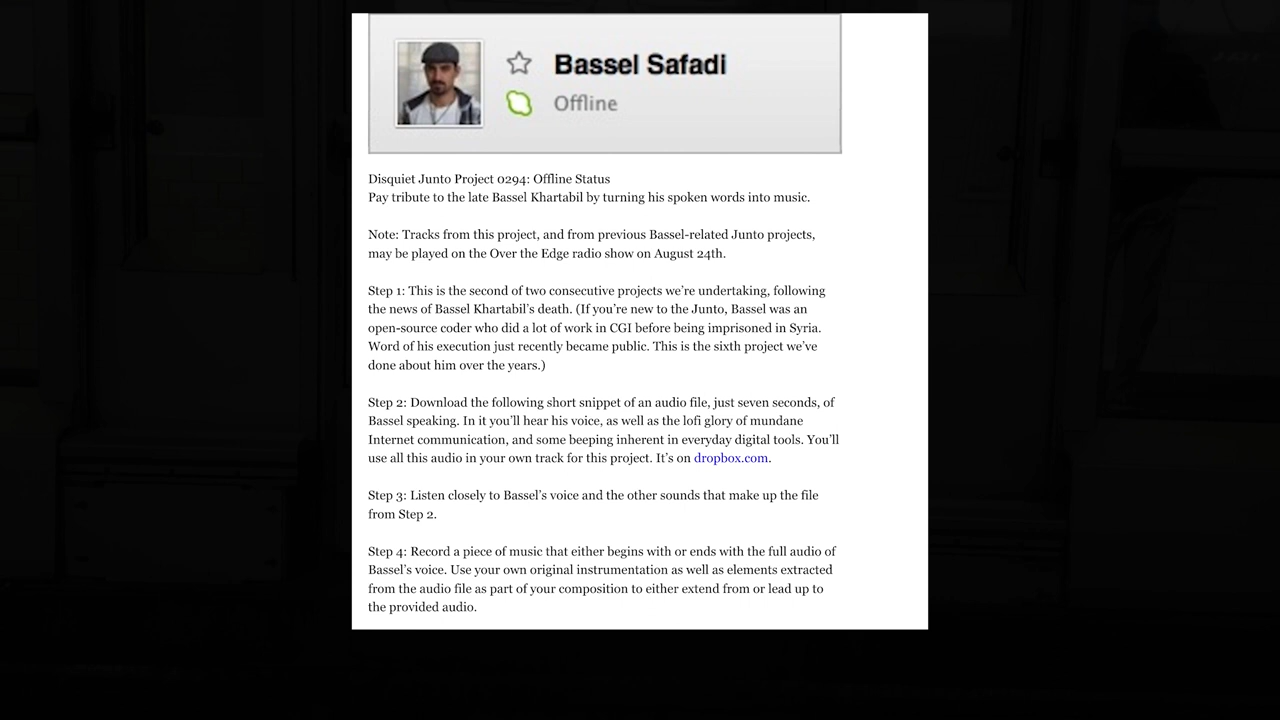 Bassel Safadi
Offline
Disquiet Junto Project 0294: Offline Status
Pay tribute to the late Bassel Khartabil by turning his spoken words into music.
Note: Tracks from this project, and from previous Bassel-related Junto projects,
may be played on the Over the Edge radio show on August 24th.
Step 1: This is the second of two consecutive projects we’re undertaking, following
the news of Bassel Khartabil’s death. (If you’re new to the Junto, Bassel was an
open-source coder who did a lot of work in CGI before being imprisoned in Syria.
Word of his execution just recently became public. This is the sixth project we’ve
done about him over the years.)
Step 2: Download the following short snippet of an audio file, just seven seconds, of
Bassel speaking. In it you’ll hear his voice, as well as the lofi glory of mundane
Internet communication, and some beeping inherent in everyday digital tools. You’ll
use all this audio in your own track for this project. It’s on dropbox.com.
Step 3: Listen closely to Bassel’s voice and the other sounds that make up the file
from Step 2.
Step 4: Record a piece of music that either begins with or ends with the full audio of
Bassel’s voice. Use your own original instrumentation as well as elements extracted
from the audio file as part of your composition to either extend from or lead up to
the provided audio.